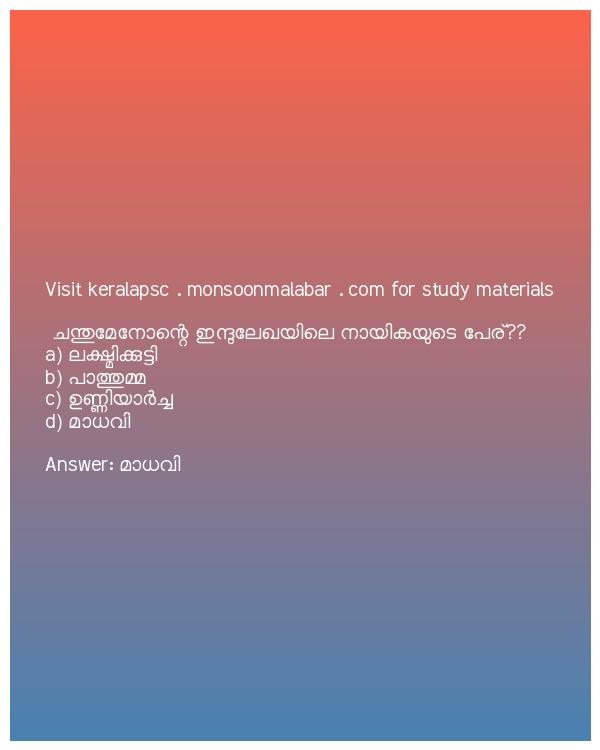 Visit keralapsc . monsoonmalabar . com for study materials
ചന്തുമേനോന്റെ ഇന്ദുലേഖയിലെ നായികയുടെ പേര്??
a) ലക്ഷ്മിക്കുട്ടി
b) പാത്തുമ്മ
c) ഉണ്ണിയാർച്ച
d) മാധവി
Answer: മാധവി